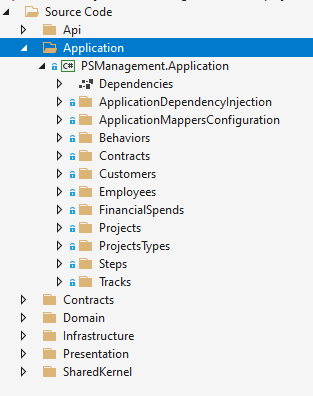 Source Code
Api
Application
C# PSManagement.Application
Dependencies
ApplicationDependencyInjection
ApplicationMappersConfiguration
Behaviors
Contracts
Customers
Employees
FinancialSpends
Projects
ProjectsTypes
Steps
Tracks
Contracts
Domain
Infrastructure
Presentation
SharedKernel